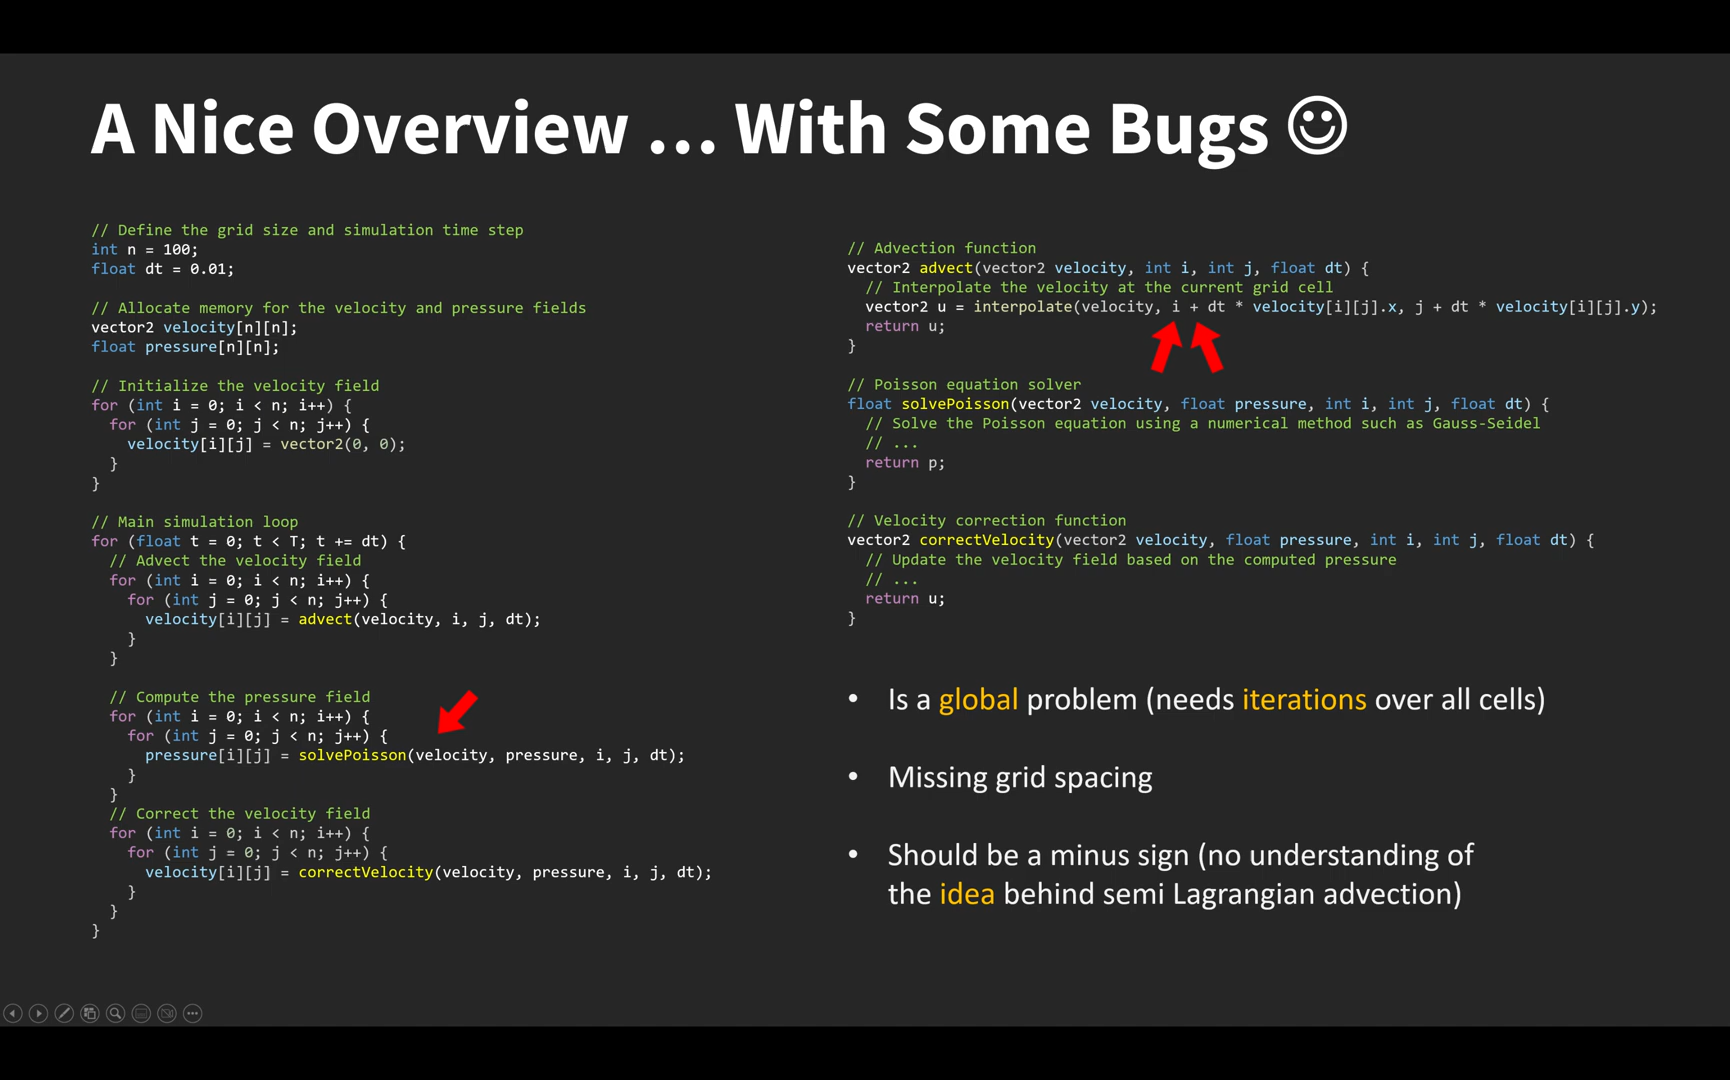 A Nice Overview ... With Some Bugs ☺
// Define the grid size and simulation time step
int n = 100;
float dt = 0.01;
// Allocate memory for the velocity and pressure fields
vector2 velocity[n][n];
float pressure[n][n];
// Initialize the velocity field
for (int i = 0; i < n; i++) {
for (int j = 0; j < n; j++) {
velocity[i][j] = vector2(0, 0);
}
}
// Main simulation loop
for (float t = 0; t < T; t += dt) {
// Advect the velocity field
for (int i = 0; i < n; i++) {
for (int j = 0; j < n; j++) {
velocity[i][j] = advect(velocity, i, j, dt);
}
}
// Compute the pressure field
for (int i = 0; i < n; i++) {
for (int j = 0; j < n; j++) {
pressure[i][j] = solvePoisson(velocity, pressure, i, j, dt);
}
}
// Correct the velocity field
for (int i = 0; i < n; i++) {
for (int j = 0; j < n; j++) {
velocity[i][j] = correctVelocity(velocity, pressure, i, j, dt);
}
}
}
// Advection function
vector2 advect(vector2 velocity, int i, int j, float dt) {
// Interpolate the velocity at the current grid cell
vector2 u = interpolate(velocity, i + dt * velocity[i][j].x, j + dt * velocity[i][j].y);
return u;
}
// Poisson equation solver
float solvePoisson(vector2 velocity, float pressure, int i, int j, float dt) {
// Solve the Poisson equation using a numerical method such as Gauss-Seidel
// ...
return p;
}
// Velocity correction function
vector2 correctVelocity(vector2 velocity, float pressure, int i, int j, float dt) {
// Update the velocity field based on the computed pressure
// ...
return u;
}
• Is a global problem (needs iterations over all cells)
• Missing grid spacing
• Should be a minus sign (no understanding of
the idea behind semi Lagrangian advection)